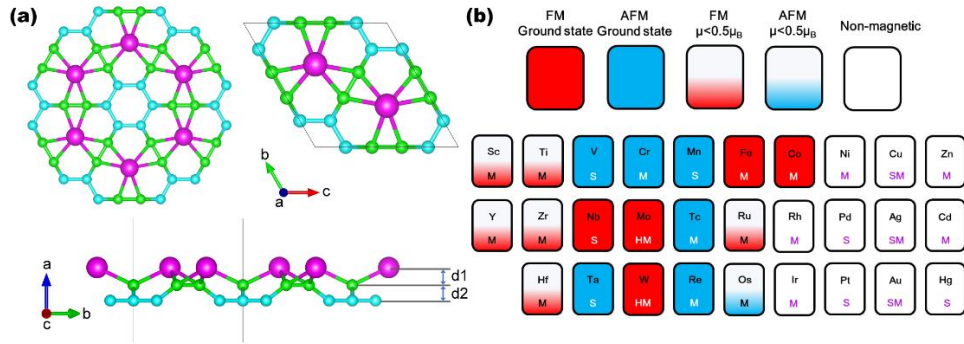 (a)
b
a
c
a
c
b
d1
d2
(b)
FM
Ground state
AFM
Ground state
FM
μ<0.5μB
AFM
μ<0.5μB
Non-magnetic
Sc Ti V Cr Mn Fe Co Ni Cu Zn
M M S M S M M M SM M
Y Zr Nb Mo Tc Ru Rh Pd Ag Cd
M M S HM M M M S SM M
Hf Ta W Re Os Ir Pt Au Hg
M S HM M M M S SM S